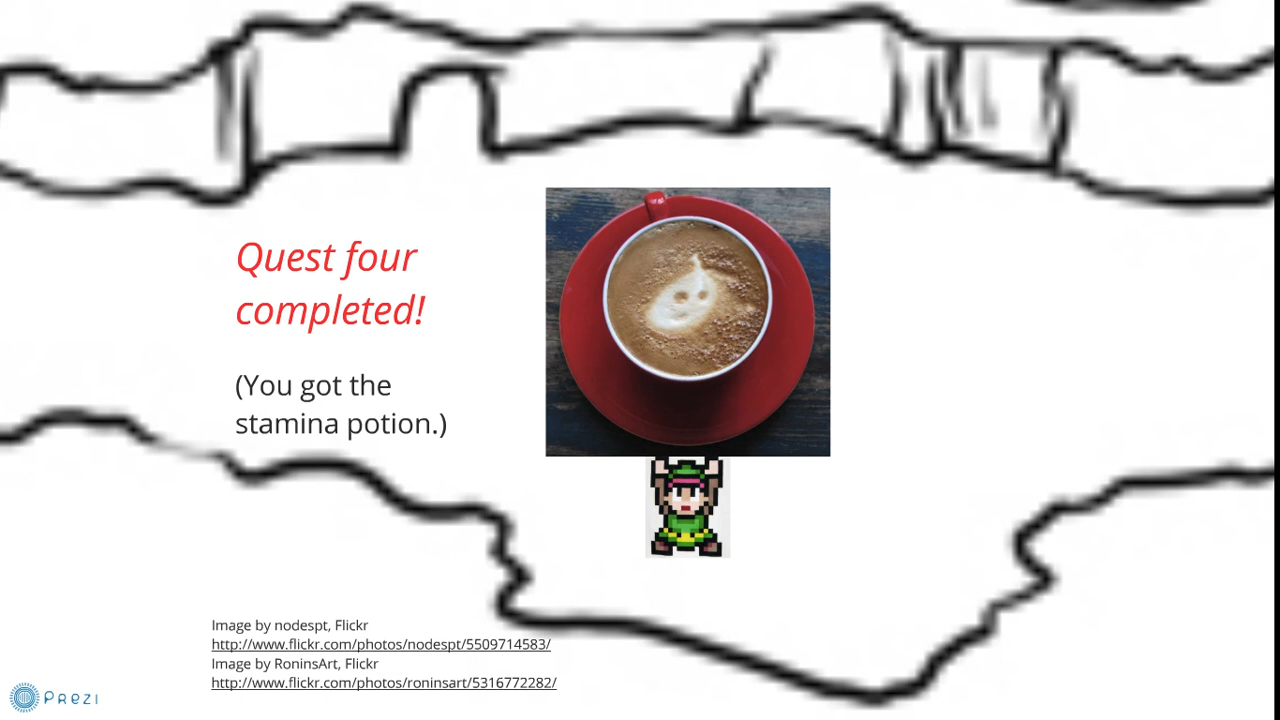 Quest four
completed!
(You got the
stamina potion.)
Image by nodespt, Flickr
http://www.flickr.com/photos/nodespt/5509714583/
Image by RoninsArt, Flickr
http://www.flickr.com/photos/roninsart/5316772282/
Prezi